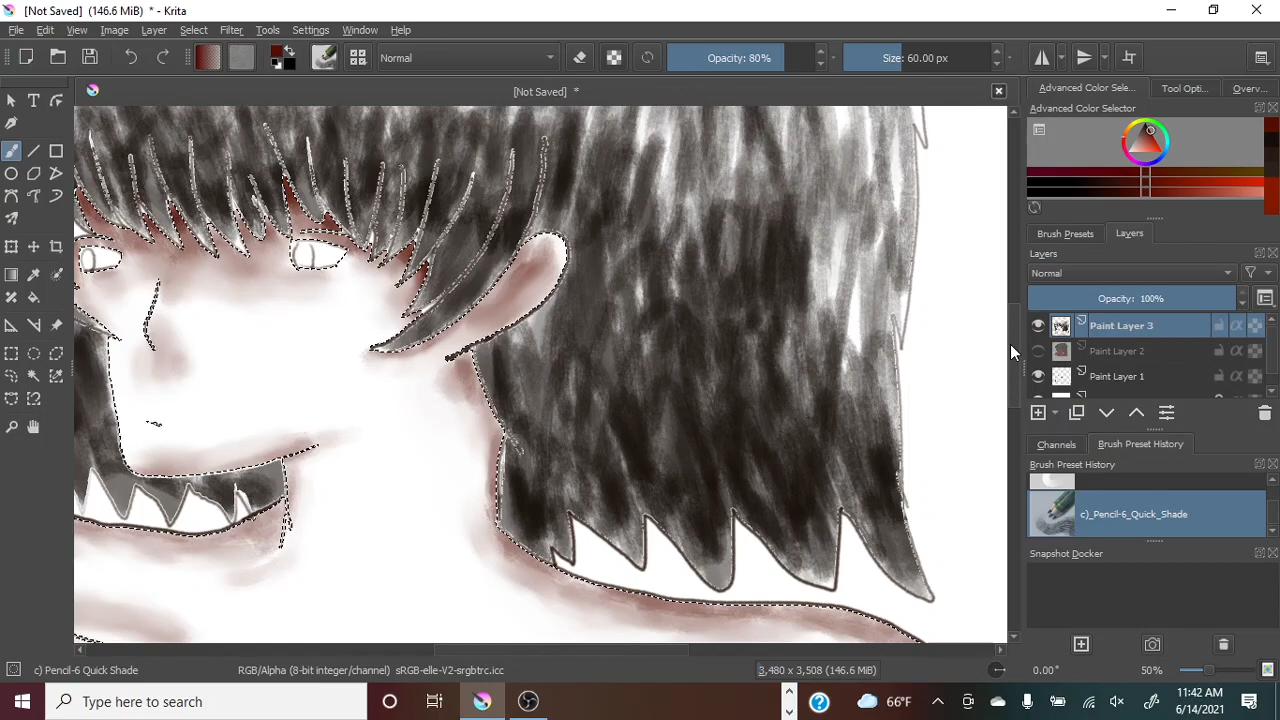 [Not Saved] (146.6 MiB) * - Krita
File Edit View Image Layer Select Filter Tools Settings Window Help
Normal Opacity: 80% Size: 60.00 px
[Not Saved] *
Advanced Color Sele... Tool Opti... Overv...
Advanced Color Selector
Brush Presets Layers
Layers
Normal
Opacity: 100%
Paint Layer 3
Paint Layer 2
Paint Layer 1
Channels Brush Preset History
Brush Preset History
c)_Pencil-6_Quick_Shade
Snapshot Docker
c) Pencil-6 Quick Shade RGB/Alpha (8-bit integer/channel) sRGB-elle-V2-srgbtrc.icc 3,480 x 3,508 (146.6 MiB) 0.00° 50%
Type here to search 66°F 11:42 AM
6/14/2021